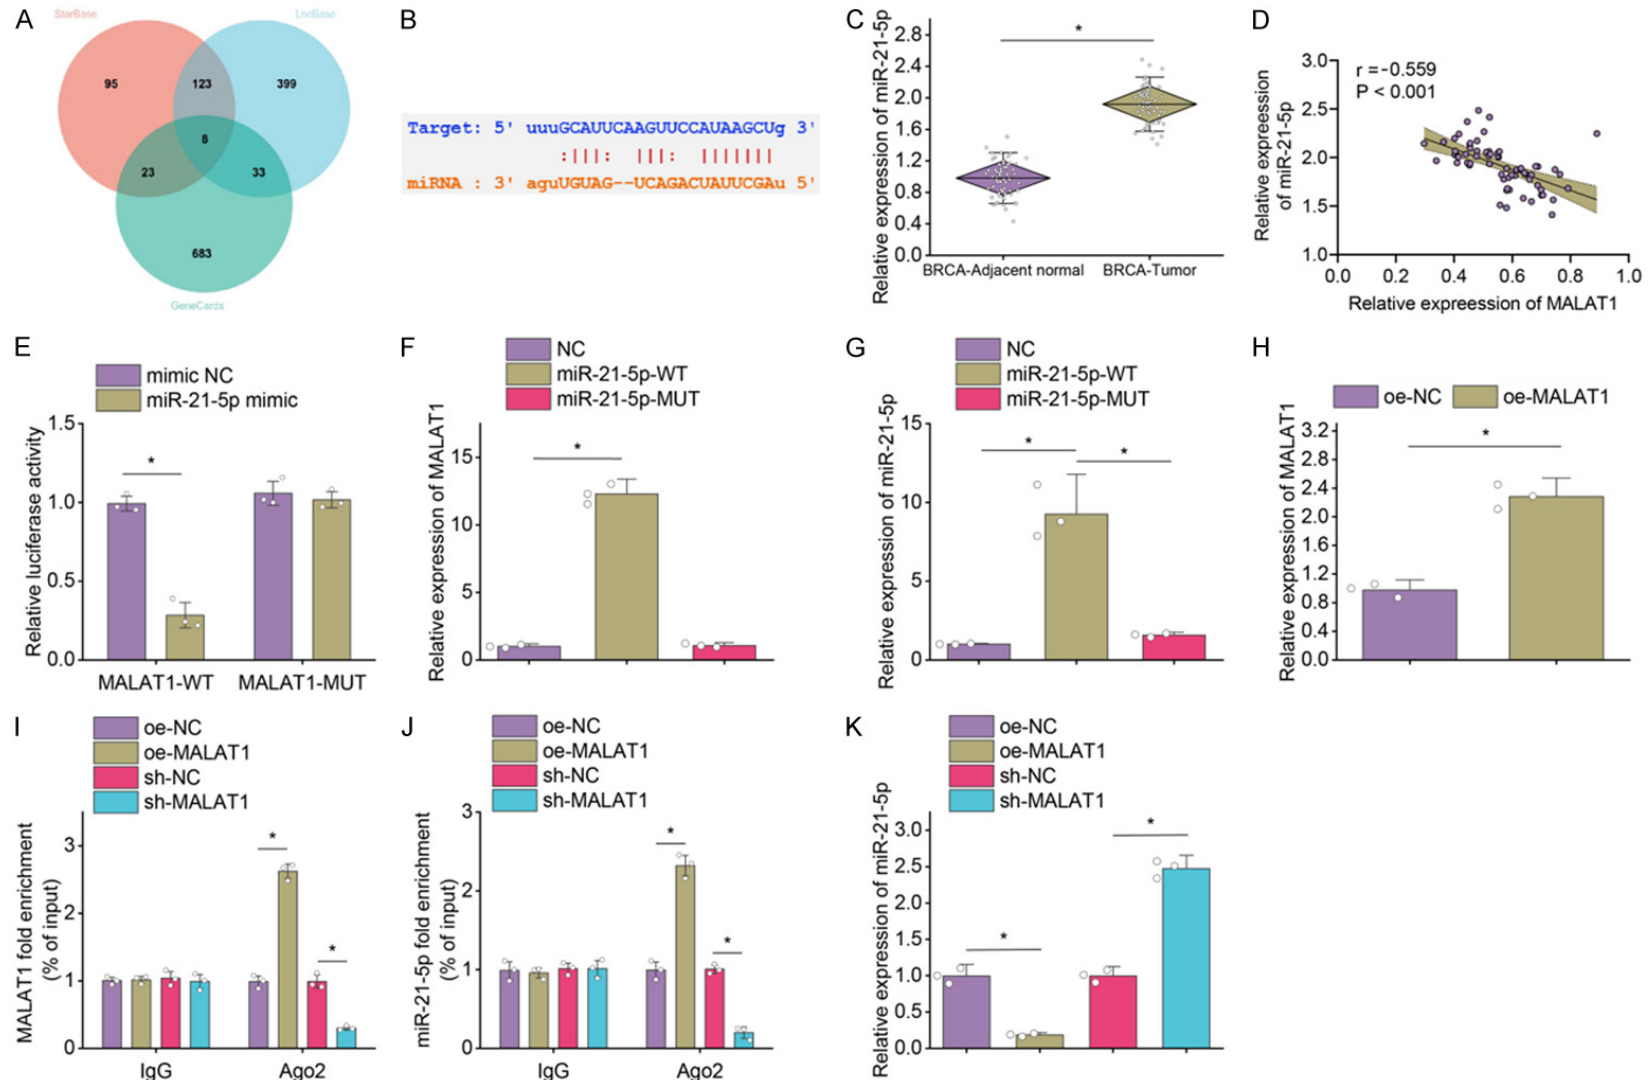 A
StarBase
LncBase
95
123
399
8
23
33
683
GeneCards
B
Target: 5' uuuGCAUUCAAGUUCCAUAAGCUg 3'
:|||: |||: |||||||
miRNA : 3' aguUGUAG--UCAGACUAUUCGAu 5'
C
Relative expression of miR-21-5p
2.8
2.4
2.0
1.6
1.2
0.8
0.4
0.0
*
BRCA-Adjacent normal
BRCA-Tumor
D
Relative expression
of miR-21-5p
3.0
2.5
2.0
1.5
1.0
r =-0.559
P < 0.001
0.0 0.2 0.4 0.6 0.8 1.0
Relative expreession of MALAT1
E
mimic NC
miR-21-5p mimic
Relative luciferase activity
1.5
1.0
0.5
0.0
*
MALAT1-WT
MALAT1-MUT
F
NC
miR-21-5p-WT
miR-21-5p-MUT
Relative expression of MALAT1
15
10
5
0
*
G
NC
miR-21-5p-WT
miR-21-5p-MUT
Relative expression of miR-21-5p
15
10
5
0
*
*
H
oe-NC
oe-MALAT1
Relative expression of MALAT1
3.2
2.8
2.4
2.0
1.6
1.2
0.8
0.4
0.0
*
I
oe-NC
oe-MALAT1
sh-NC
sh-MALAT1
MALAT1 fold enrichment
(% of input)
3
2
1
0
*
*
IgG
Ago2
J
oe-NC
oe-MALAT1
sh-NC
sh-MALAT1
miR-21-5p fold enrichment
(% of input)
3
2
1
0
*
*
IgG
Ago2
K
oe-NC
oe-MALAT1
sh-NC
sh-MALAT1
Relative expression of miR-21-5p
3.0
2.5
2.0
1.5
1.0
0.5
0.0
*
*